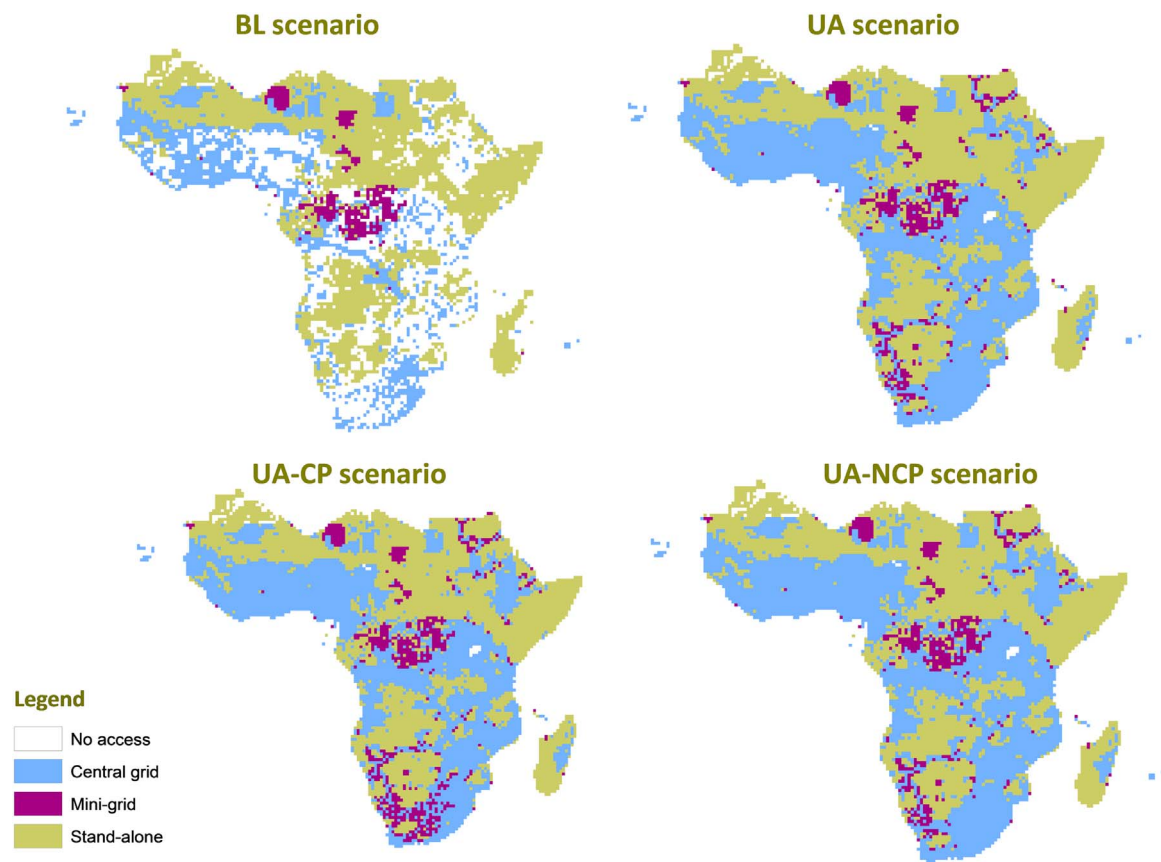 BL scenario
UA scenario
UA-CP scenario
UA-NCP scenario
Legend
No access
Central grid
Mini-grid
Stand-alone